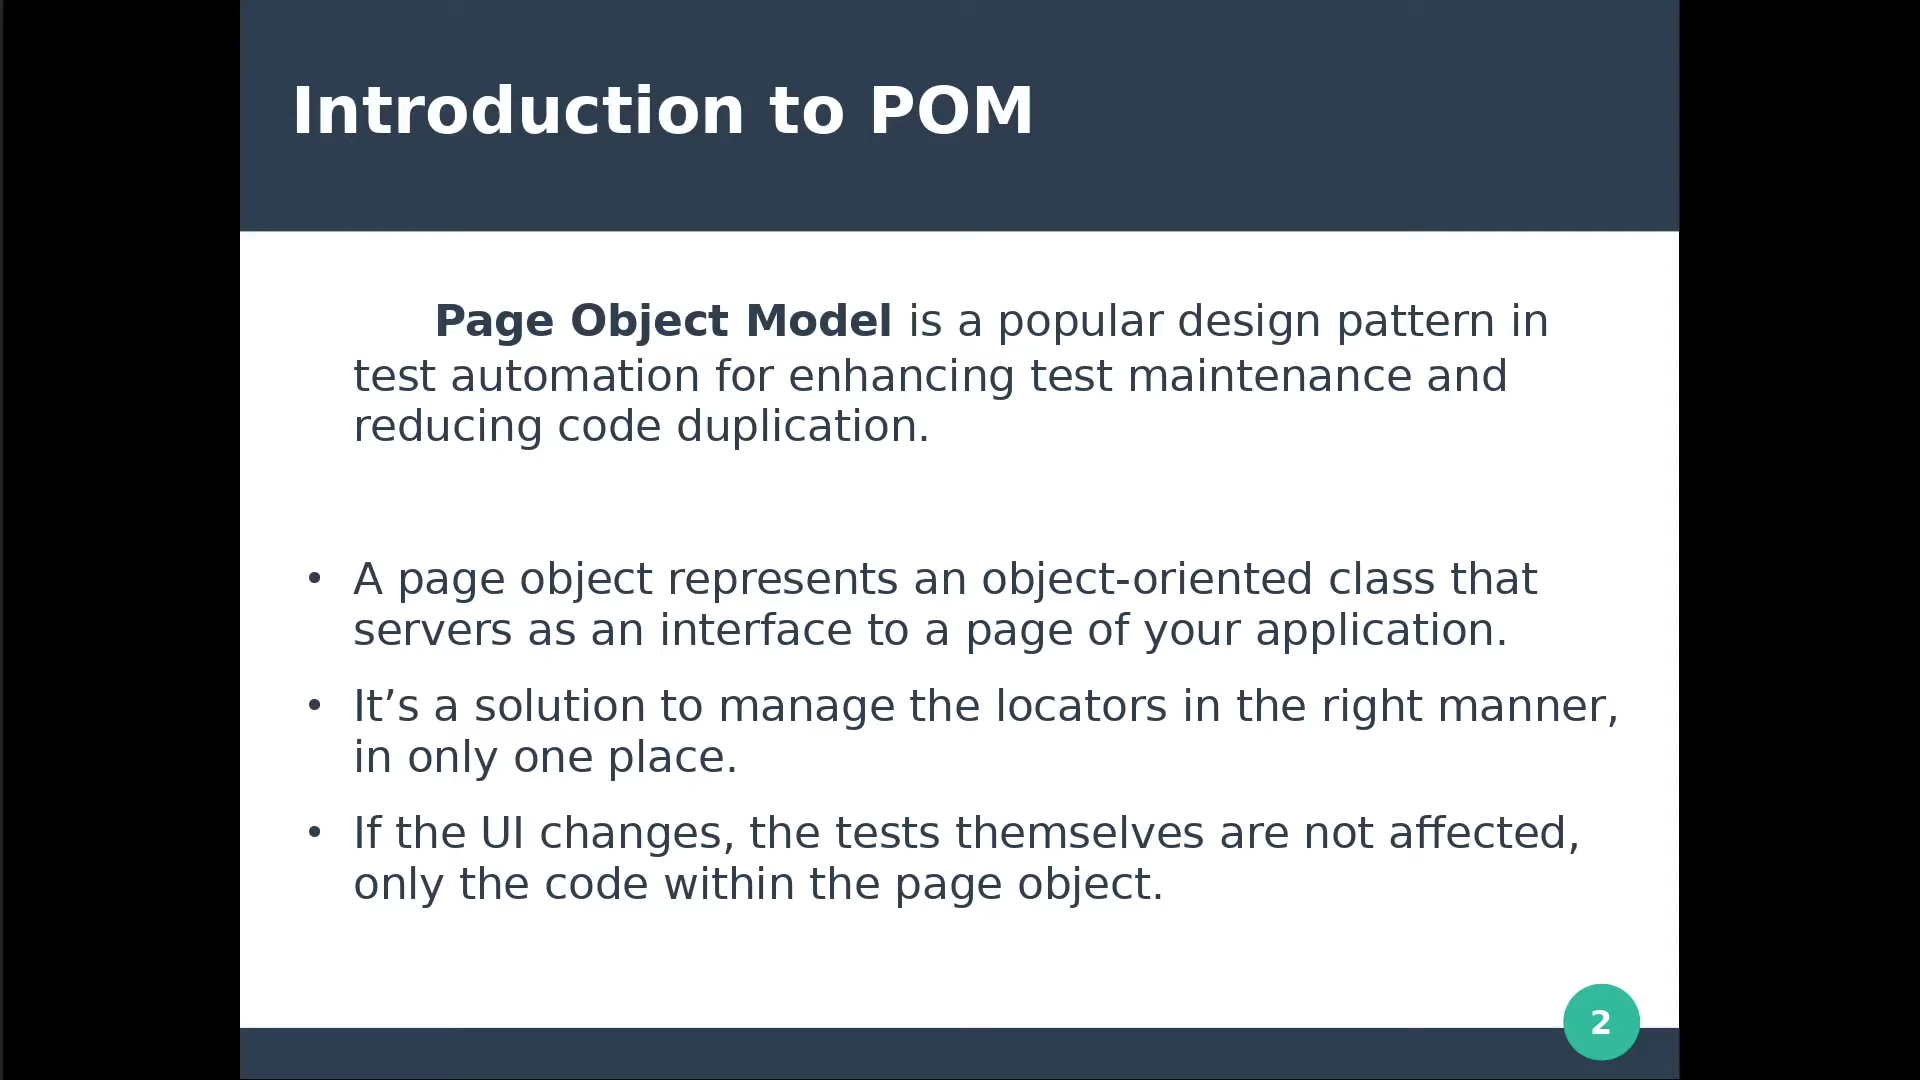 Introduction to POM
Page Object Model is a popular design pattern in
test automation for enhancing test maintenance and
reducing code duplication.
• A page object represents an object-oriented class that
servers as an interface to a page of your application.
• It’s a solution to manage the locators in the right manner,
in only one place.
• If the UI changes, the tests themselves are not affected,
only the code within the page object.
2